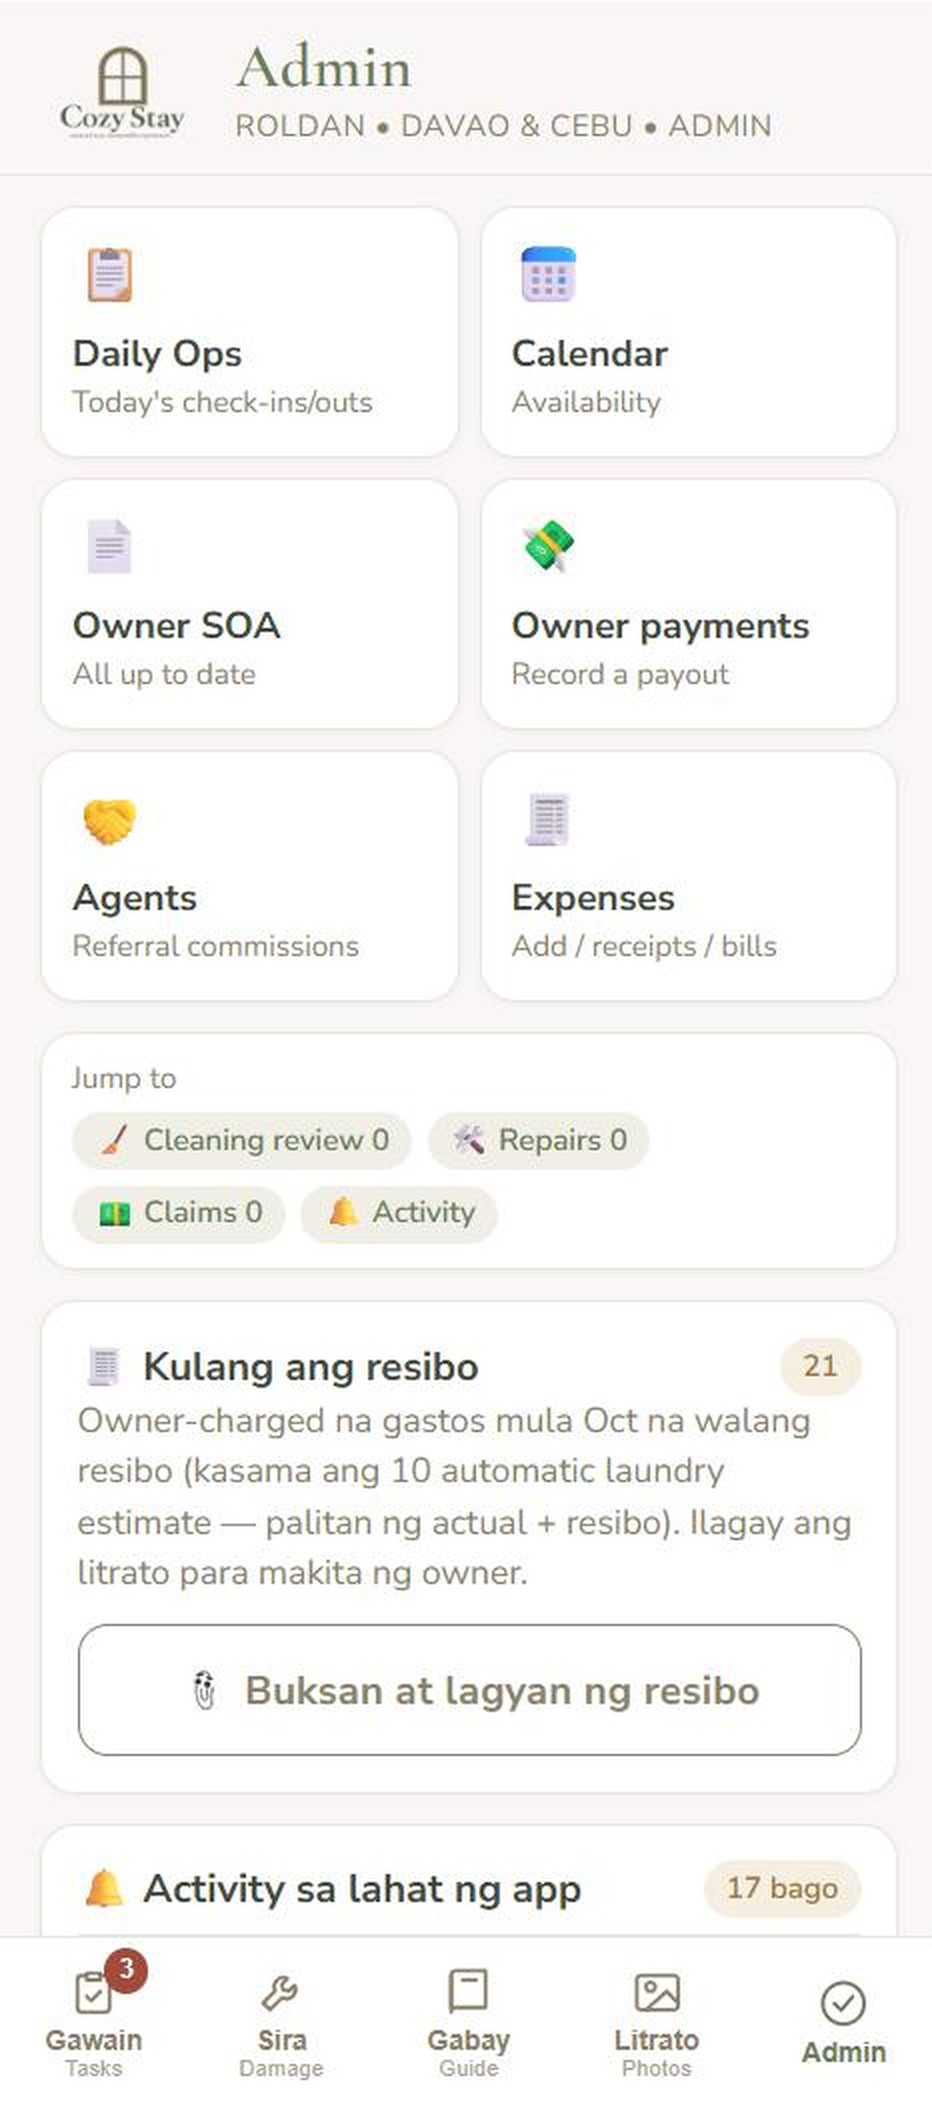 Cozy Stay
Admin
ROLDAN • DAVAO & CEBU • ADMIN
Daily Ops
Today's check-ins/outs
Calendar
Availability
Owner SOA
All up to date
Owner payments
Record a payout
Agents
Referral commissions
Expenses
Add / receipts / bills
Jump to
Cleaning review 0
Repairs 0
Claims 0
Activity
Kulang ang resibo
21
Owner-charged na gastos mula Oct na walang
resibo (kasama ang 10 automatic laundry
estimate — palitan ng actual + resibo). Ilagay ang
litrato para makita ng owner.
Buksan at lagyan ng resibo
Activity sa lahat ng app
17 bago
3
Gawain
Tasks
Sira
Damage
Gabay
Guide
Litrato
Photos
Admin